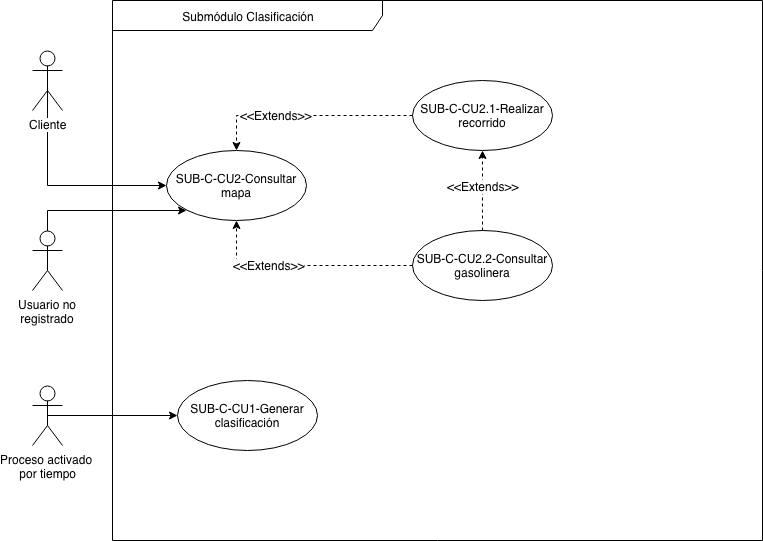 Submódulo Clasificación
Cliente
<<Extends>>
SUB-C-CU2.1-Realizar
recorrido
SUB-C-CU2-Consultar
mapa
<<Extends>>
Usuario no
registrado
<<Extends>>
SUB-C-CU2.2-Consultar
gasolinera
Proceso activado
por tiempo
SUB-C-CU1-Generar
clasificación